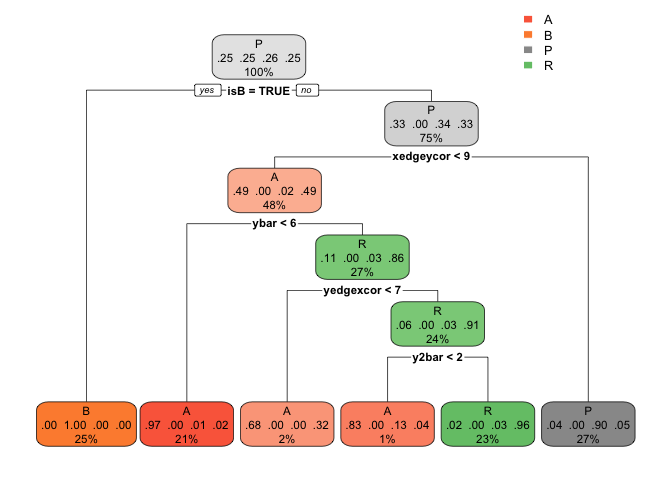 A
B
P
R
P
.25 .25 .26 .25
100%
yes isB = TRUE no
P
.33 .00 .34 .33
75%
xedgeycor < 9
A
.49 .00 .02 .49
48%
ybar < 6
R
.11 .00 .03 .86
27%
yedgexcor < 7
R
.06 .00 .03 .91
24%
y2bar < 2
B
.00 1.00 .00 .00
25%
A
.97 .00 .01 .02
21%
A
.68 .00 .00 .32
2%
A
.83 .00 .13 .04
1%
R
.02 .00 .03 .96
23%
P
.04 .00 .90 .05
27%